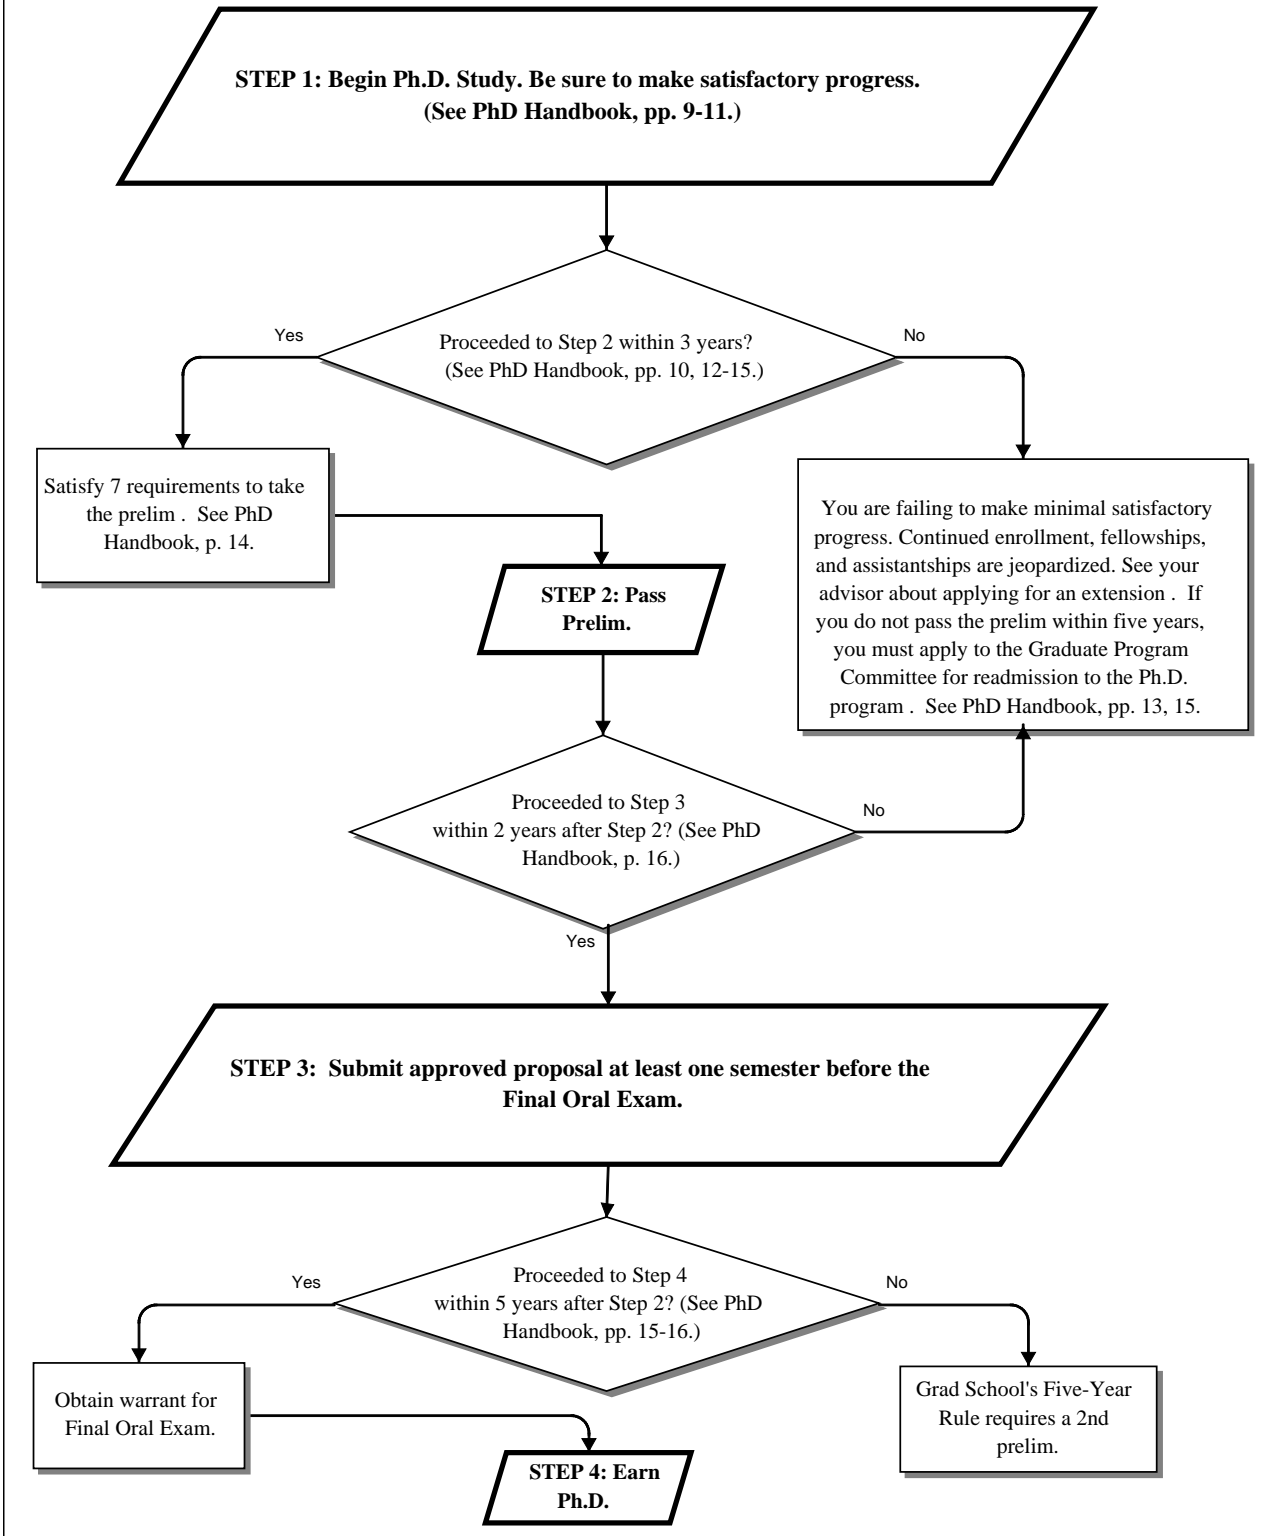 STEP 1: Begin Ph.D. Study. Be sure to make satisfactory progress.
(See PhD Handbook, pp. 9-11.)
Yes
Proceeded to Step 2 within 3 years?
(See PhD Handbook, pp. 10, 12-15.)
No
Satisfy 7 requirements to take
the prelim . See PhD
Handbook, p. 14.
You are failing to make minimal satisfactory
progress. Continued enrollment, fellowships,
and assistantships are jeopardized. See your
advisor about applying for an extension . If
you do not pass the prelim within five years,
you must apply to the Graduate Program
Committee for readmission to the Ph.D.
program . See PhD Handbook, pp. 13, 15.
STEP 2: Pass
Prelim.
Proceeded to Step 3
within 2 years after Step 2? (See PhD
Handbook, p. 16.)
No
Yes
STEP 3: Submit approved proposal at least one semester before the
Final Oral Exam.
Yes
Proceeded to Step 4
within 5 years after Step 2? (See PhD
Handbook, pp. 15-16.)
No
Obtain warrant for
Final Oral Exam.
Grad School's Five-Year
Rule requires a 2nd
prelim.
STEP 4: Earn
Ph.D.